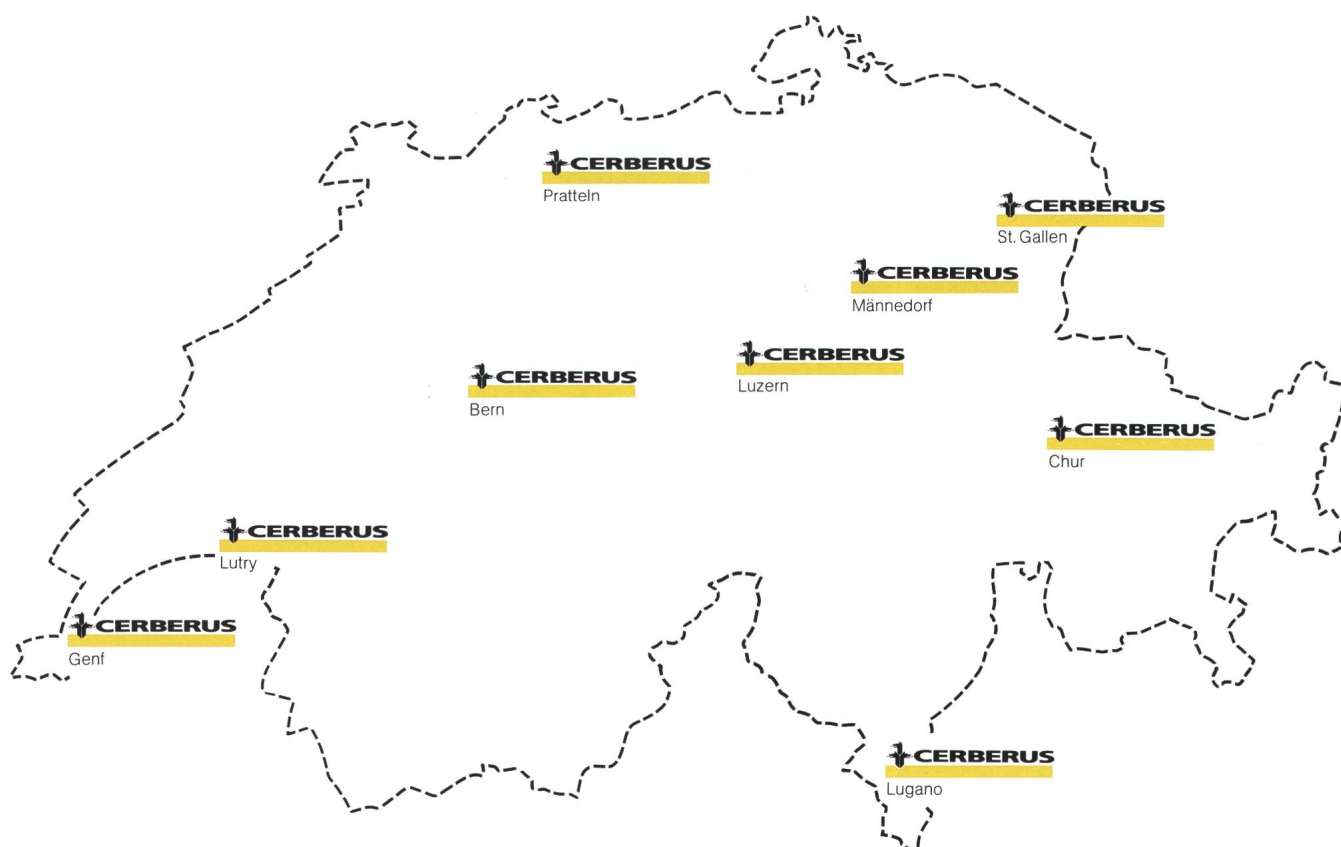 CERBERUS
Pratteln
CERBERUS
St. Gallen
CERBERUS
Männedorf
CERBERUS
Luzern
CERBERUS
Bern
CERBERUS
Chur
CERBERUS
Lutry
CERBERUS
Genf
CERBERUS
Lugano